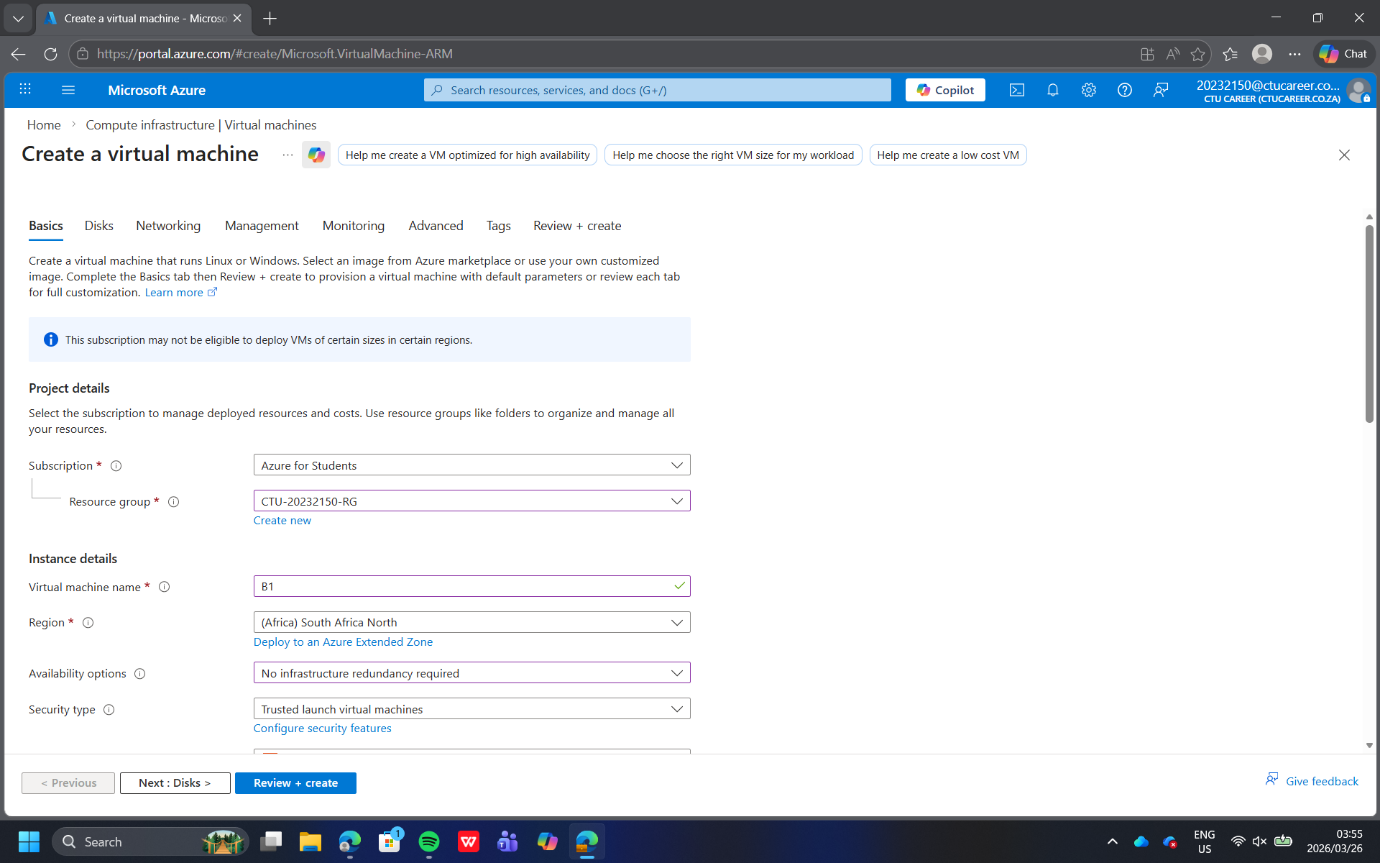 Create a virtual machine - Microso
https://portal.azure.com/#create/Microsoft.VirtualMachine-ARM
Chat
Microsoft Azure
Search resources, services, and docs (G+/)
Copilot
20232150@ctucareer.co...
CTU CAREER (CTUCAREER.CO.ZA)
Home > Compute infrastructure | Virtual machines
Create a virtual machine ...
Help me create a VM optimized for high availability
Help me choose the right VM size for my workload
Help me create a low cost VM
Basics Disks Networking Management Monitoring Advanced Tags Review + create
Create a virtual machine that runs Linux or Windows. Select an image from Azure marketplace or use your own customized
image. Complete the Basics tab then Review + create to provision a virtual machine with default parameters or review each tab
for full customization. Learn more
This subscription may not be eligible to deploy VMs of certain sizes in certain regions.
Project details
Select the subscription to manage deployed resources and costs. Use resource groups like folders to organize and manage all
your resources.
Subscription *
Azure for Students
Resource group *
CTU-20232150-RG
Create new
Instance details
Virtual machine name *
B1
Region *
(Africa) South Africa North
Deploy to an Azure Extended Zone
Availability options
No infrastructure redundancy required
Security type
Trusted launch virtual machines
Configure security features
< Previous
Next : Disks >
Review + create
Give feedback
Search
1
ENG
US
03:55
2026/03/26